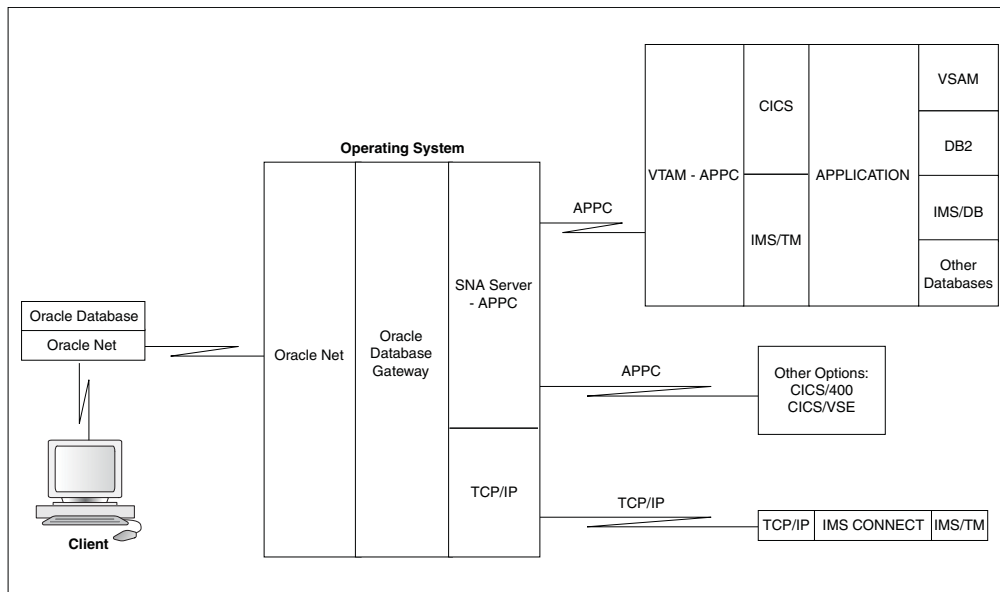 Operating System
Oracle Database
Oracle Net
Client
Oracle Net
Oracle
Database
Gateway
SNA Server
- APPC
TCP/IP
APPC
VTAM - APPC
CICS
IMS/TM
APPLICATION
VSAM
DB2
IMS/DB
Other
Databases
APPC
Other Options:
CICS/400
CICS/VSE
TCP/IP
TCP/IP
IMS CONNECT
IMS/TM